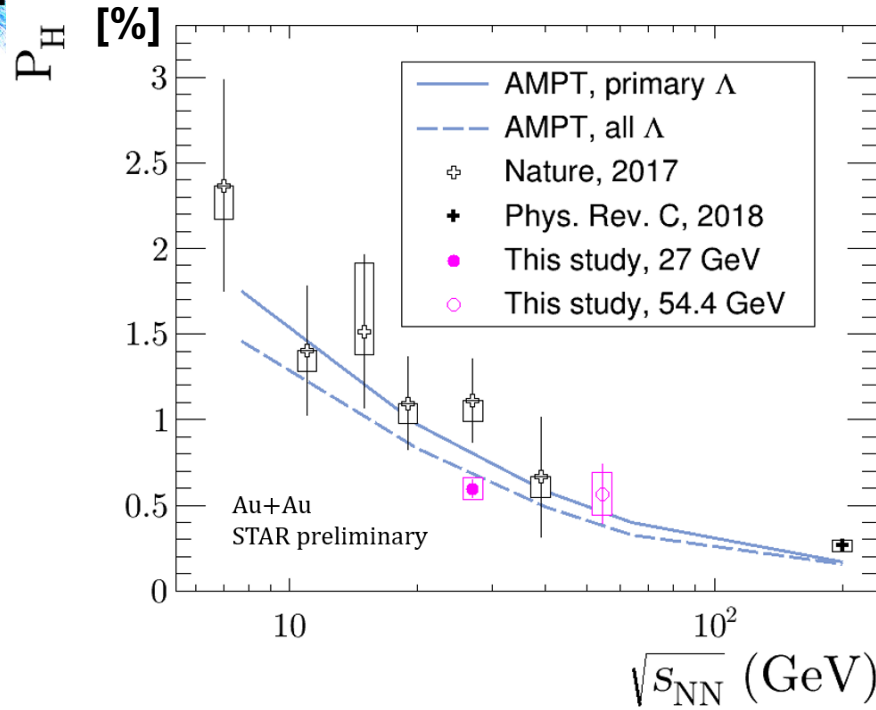 [%]
P_H
3
2.5
2
1.5
1
0.5
0
AMPT, primary Λ
AMPT, all Λ
Nature, 2017
Phys. Rev. C, 2018
This study, 27 GeV
This study, 54.4 GeV
Au+Au
STAR preliminary
10 10²
√s_NN (GeV)